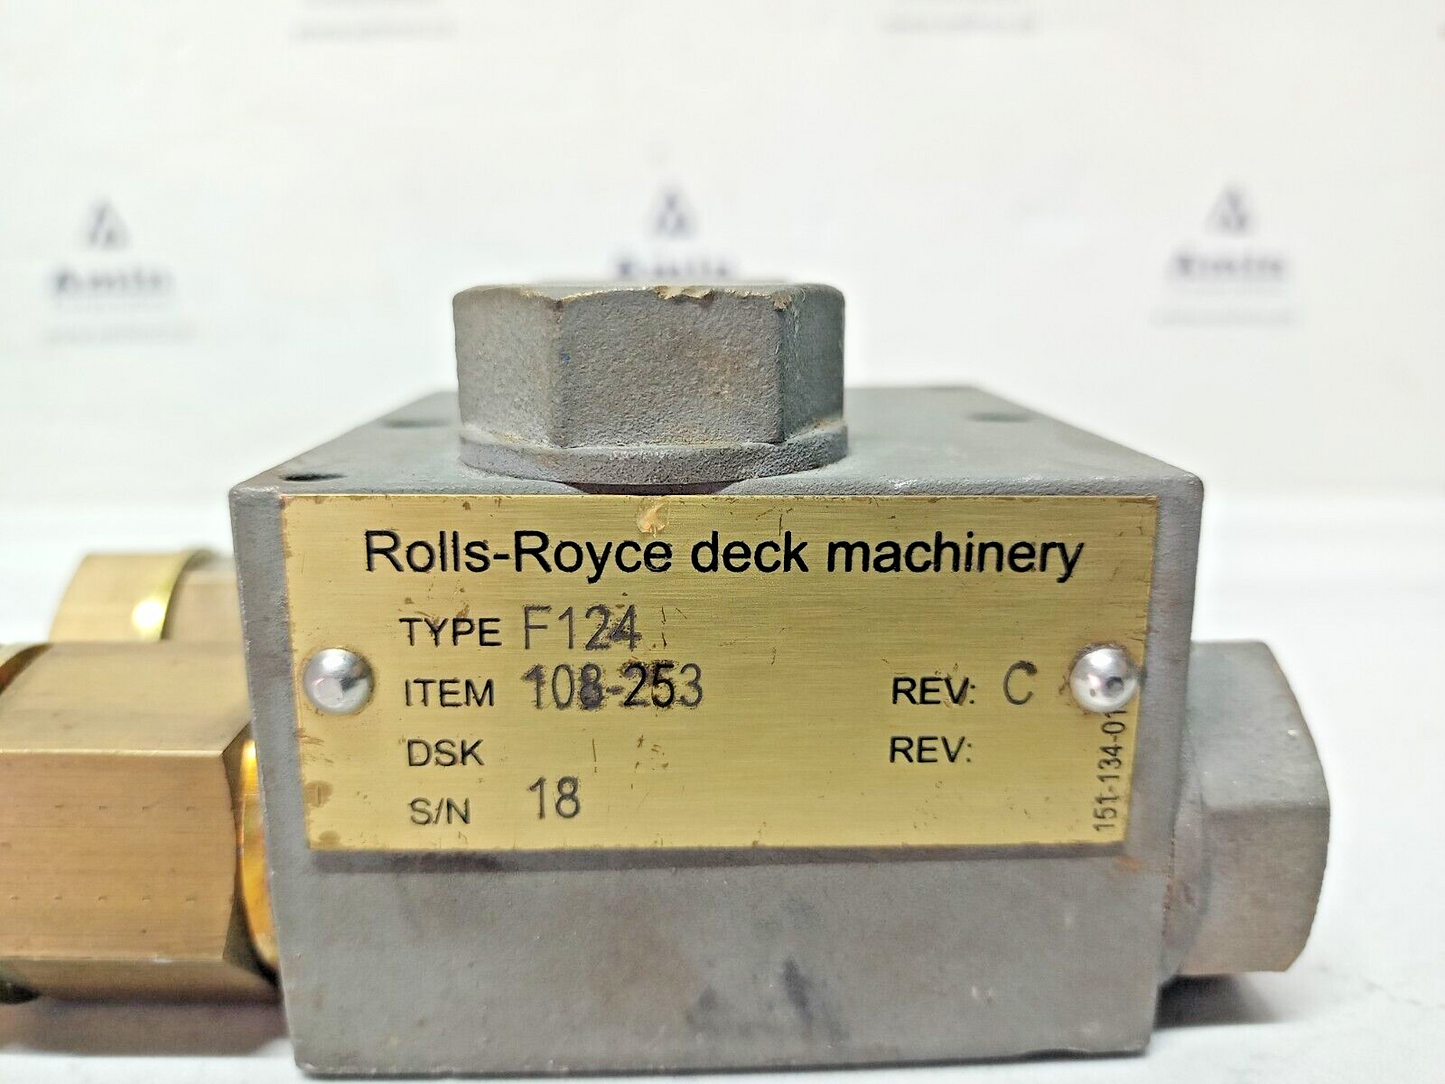 Rolls-Royce deck machinery
TYPE F124
ITEM 108-253 REV: C
DSK REV:
S/N 18
151-134-01